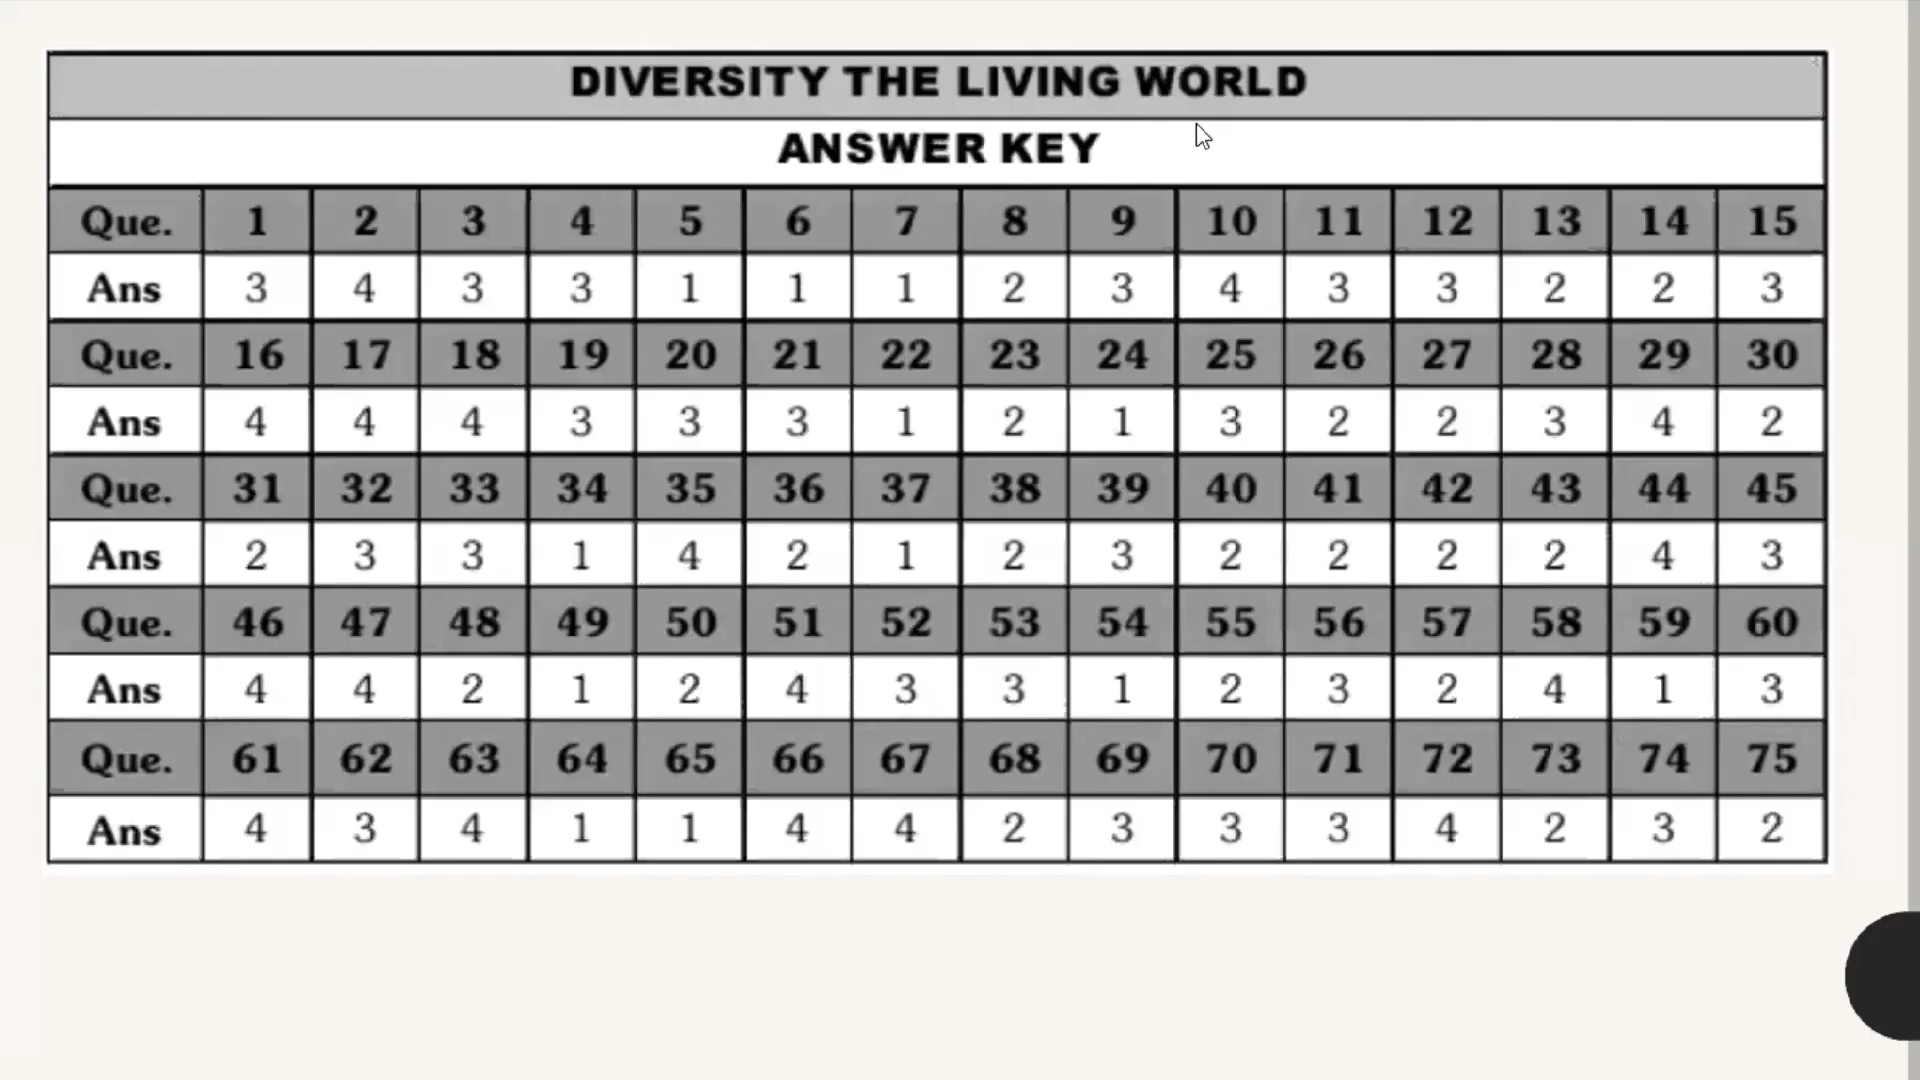 DIVERSITY THE LIVING WORLD
ANSWER KEY
Que. 1 2 3 4 5 6 7 8 9 10 11 12 13 14 15
Ans 3 4 3 3 1 1 1 2 3 4 3 3 2 2 3
Que. 16 17 18 19 20 21 22 23 24 25 26 27 28 29 30
Ans 4 4 4 3 3 3 1 2 1 3 2 2 3 4 2
Que. 31 32 33 34 35 36 37 38 39 40 41 42 43 44 45
Ans 2 3 3 1 4 2 1 2 3 2 2 2 2 4 3
Que. 46 47 48 49 50 51 52 53 54 55 56 57 58 59 60
Ans 4 4 2 1 2 4 3 3 1 2 3 2 4 1 3
Que. 61 62 63 64 65 66 67 68 69 70 71 72 73 74 75
Ans 4 3 4 1 1 4 4 2 3 3 3 4 2 3 2